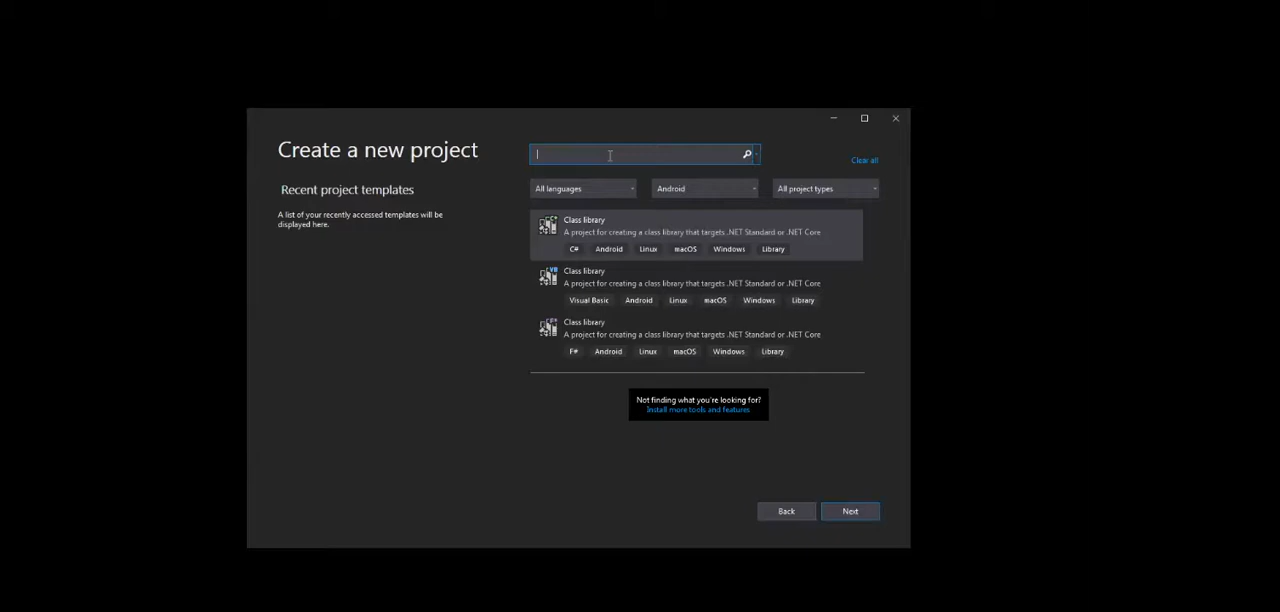 Create a new project
Clear all
Recent project templates
All languages
Android
All project types
A list of your recently accessed templates will be
displayed here.
Class library
A project for creating a class library that targets .NET Standard or .NET Core
C# Android Linux macOS Windows Library
Class library
A project for creating a class library that targets .NET Standard or .NET Core
Visual Basic Android Linux macOS Windows Library
Class library
A project for creating a class library that targets .NET Standard or .NET Core
F# Android Linux macOS Windows Library
Not finding what you're looking for?
Install more tools and features
Back
Next